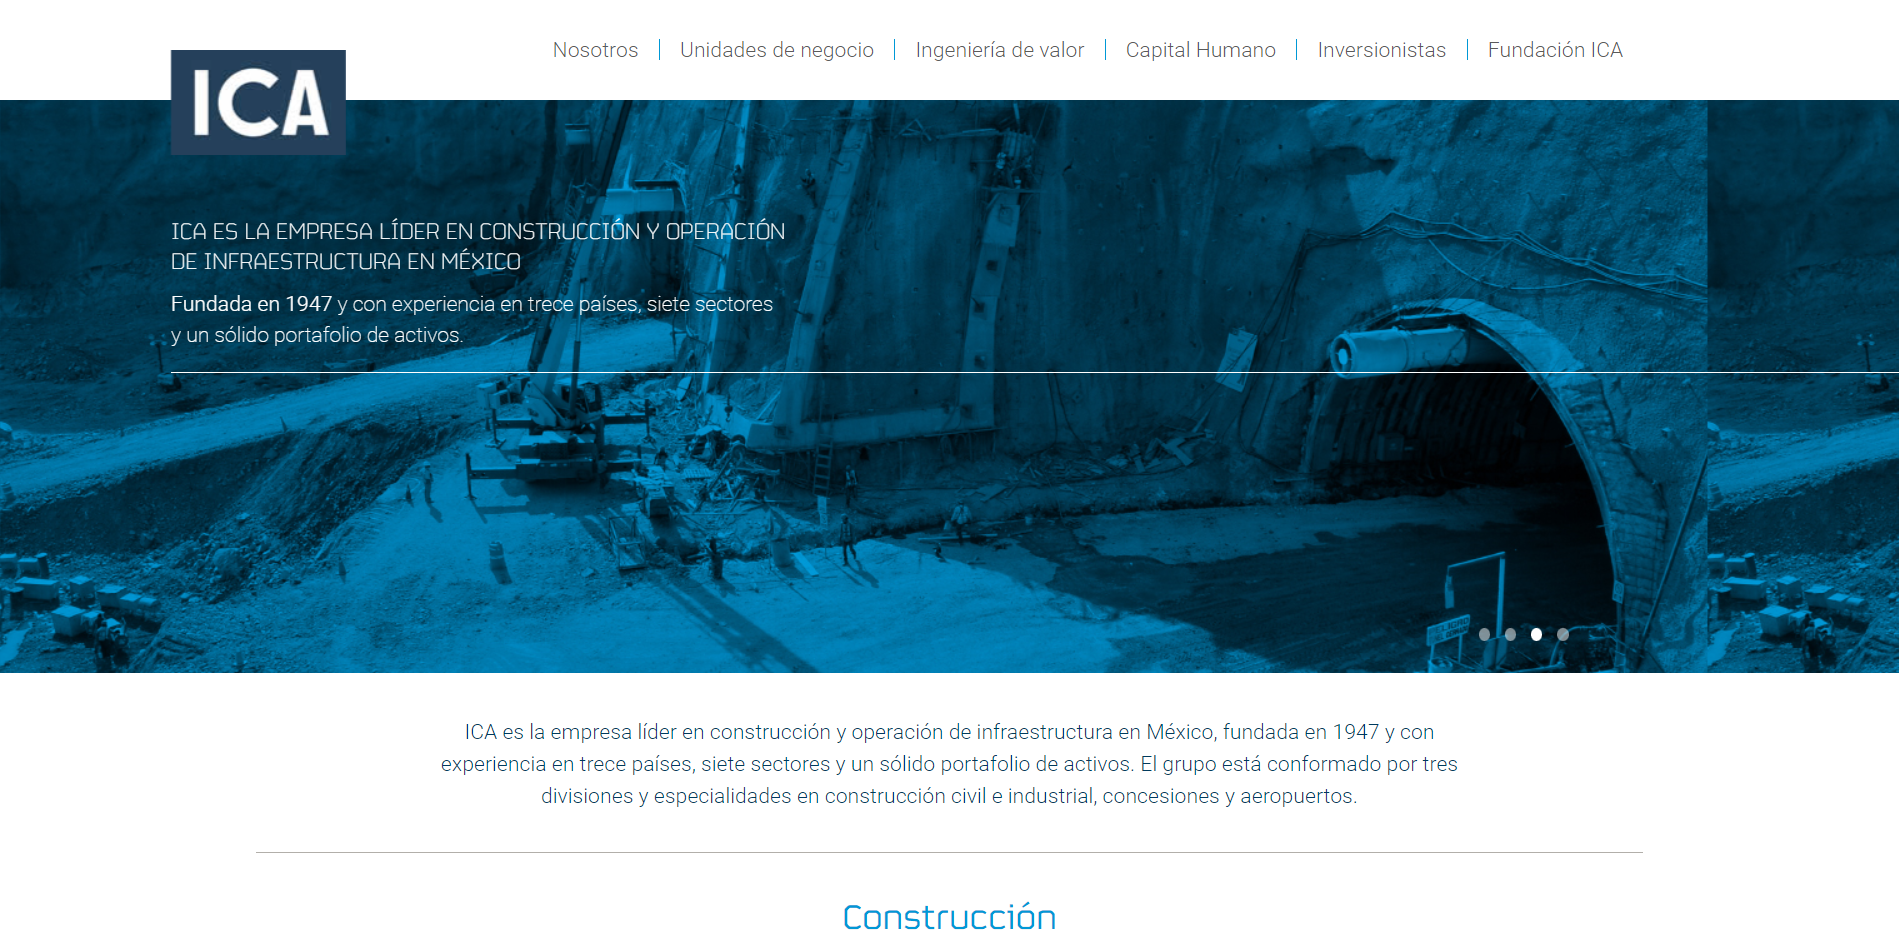 Nosotros | Unidades de negocio | Ingeniería de valor | Capital Humano | Inversionistas | Fundación ICA
ICA
ICA ES LA EMPRESA LÍDER EN CONSTRUCCIÓN Y OPERACIÓN
DE INFRAESTRUCTURA EN MÉXICO
Fundada en 1947 y con experiencia en trece países, siete sectores
y un sólido portafolio de activos.
ICA es la empresa líder en construcción y operación de infraestructura en México, fundada en 1947 y con
experiencia en trece países, siete sectores y un sólido portafolio de activos. El grupo está conformado por tres
divisiones y especialidades en construcción civil e industrial, concesiones y aeropuertos.
Construcción